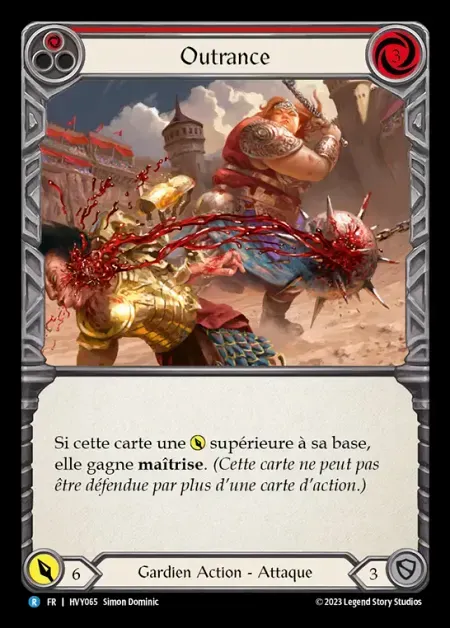 Outrance
3
Si cette carte une supérieure à sa base,
elle gagne maîtrise. (Cette carte ne peut pas
être défendue par plus d'une carte d'action.)
6
Gardien Action - Attaque
3
R | FR | HVY065 Simon Dominic
© 2023 Legend Story Studios